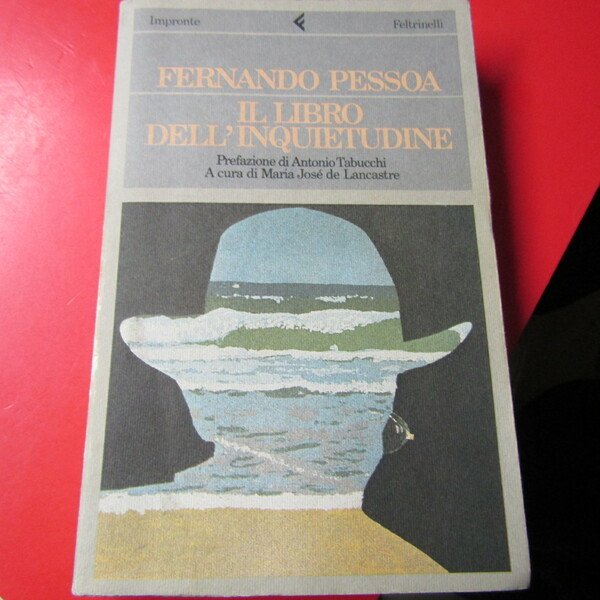 Impronte Feltrinelli
FERNANDO PESSOA
IL LIBRO
DELL'INQUIETUDINE
Prefazione di Antonio Tabucchi
A cura di Maria José de Lancastre